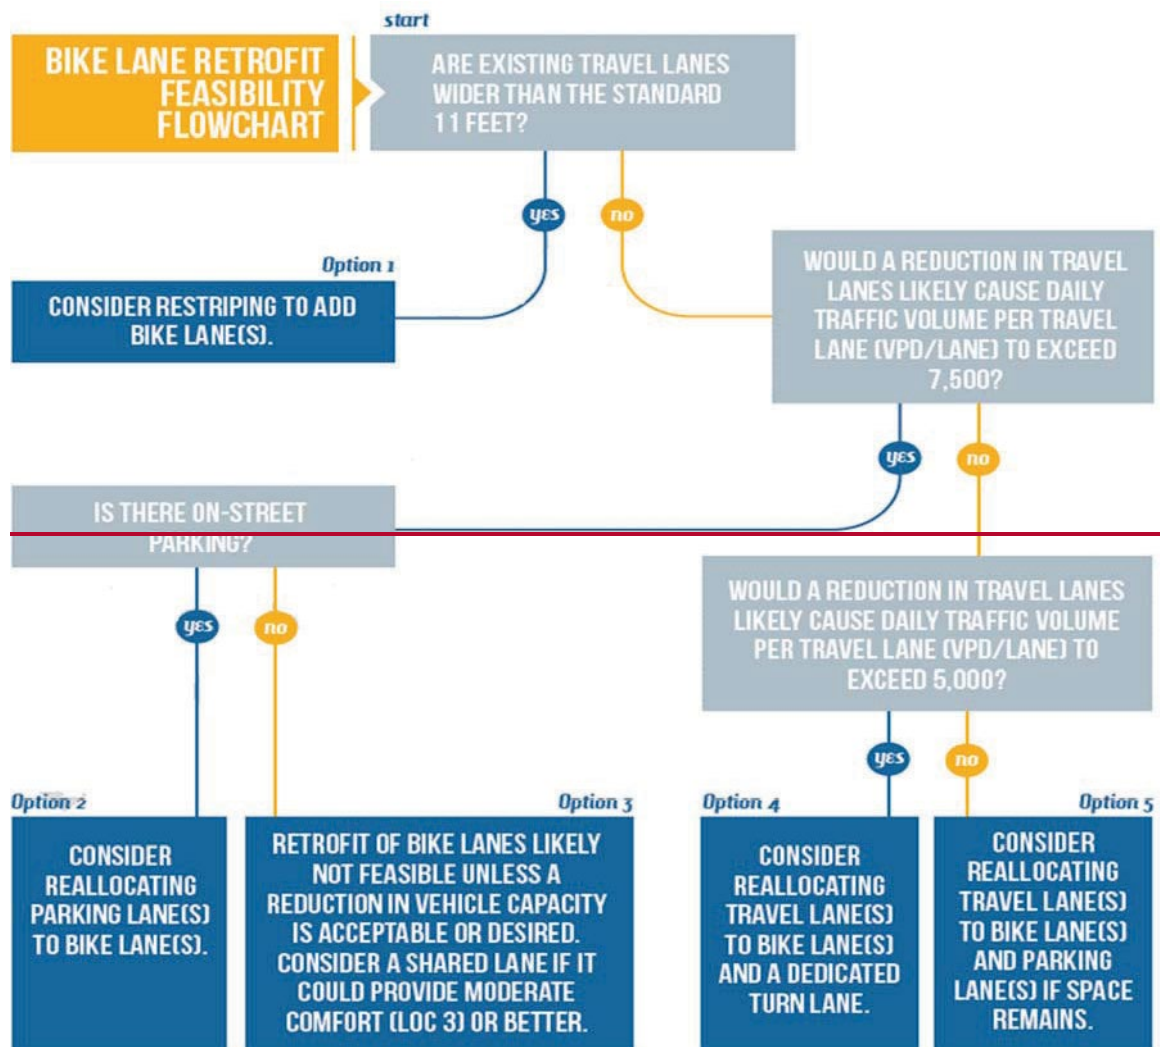 start
BIKE LANE RETROFIT
FEASIBILITY
FLOWCHART
ARE EXISTING TRAVEL LANES
WIDER THAN THE STANDARD
11 FEET?
yes
no
Option 1
CONSIDER RESTRIPING TO ADD
BIKE LANE(S).
WOULD A REDUCTION IN TRAVEL
LANES LIKELY CAUSE DAILY
TRAFFIC VOLUME PER TRAVEL
LANE (VPD/LANE) TO EXCEED
7,500?
yes
no
IS THERE ON-STREET
PARKING?
yes
no
WOULD A REDUCTION IN TRAVEL LANES
LIKELY CAUSE DAILY TRAFFIC VOLUME
PER TRAVEL LANE (VPD/LANE) TO
EXCEED 5,000?
yes
no
Option 2
CONSIDER
REALLOCATING
PARKING LANE(S)
TO BIKE LANE(S).
Option 3
RETROFIT OF BIKE LANES LIKELY
NOT FEASIBLE UNLESS A
REDUCTION IN VEHICLE CAPACITY
IS ACCEPTABLE OR DESIRED.
CONSIDER A SHARED LANE IF IT
COULD PROVIDE MODERATE
COMFORT (LOC 3) OR BETTER.
Option 4
CONSIDER
REALLOCATING
TRAVEL LANE(S)
TO BIKE LANE(S)
AND A DEDICATED
TURN LANE.
Option 5
CONSIDER
REALLOCATING
TRAVEL LANE(S)
TO BIKE LANE(S)
AND PARKING
LANE(S) IF SPACE
REMAINS.